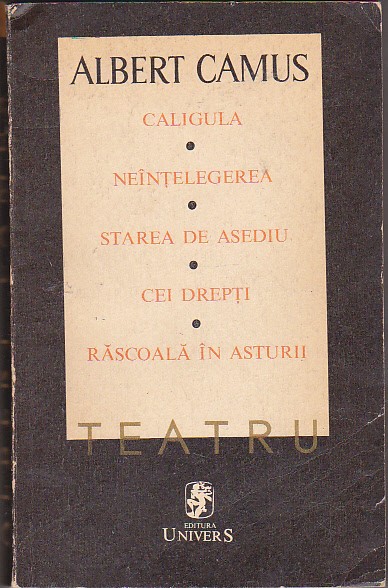 ALBERT CAMUS
CALIGULA
NEÎNȚELEGEREA
STAREA DE ASEDIU
CEI DREPȚI
RĂSCOALĂ ÎN ASTURII
TEATRU
EDITURA
UNIVERS